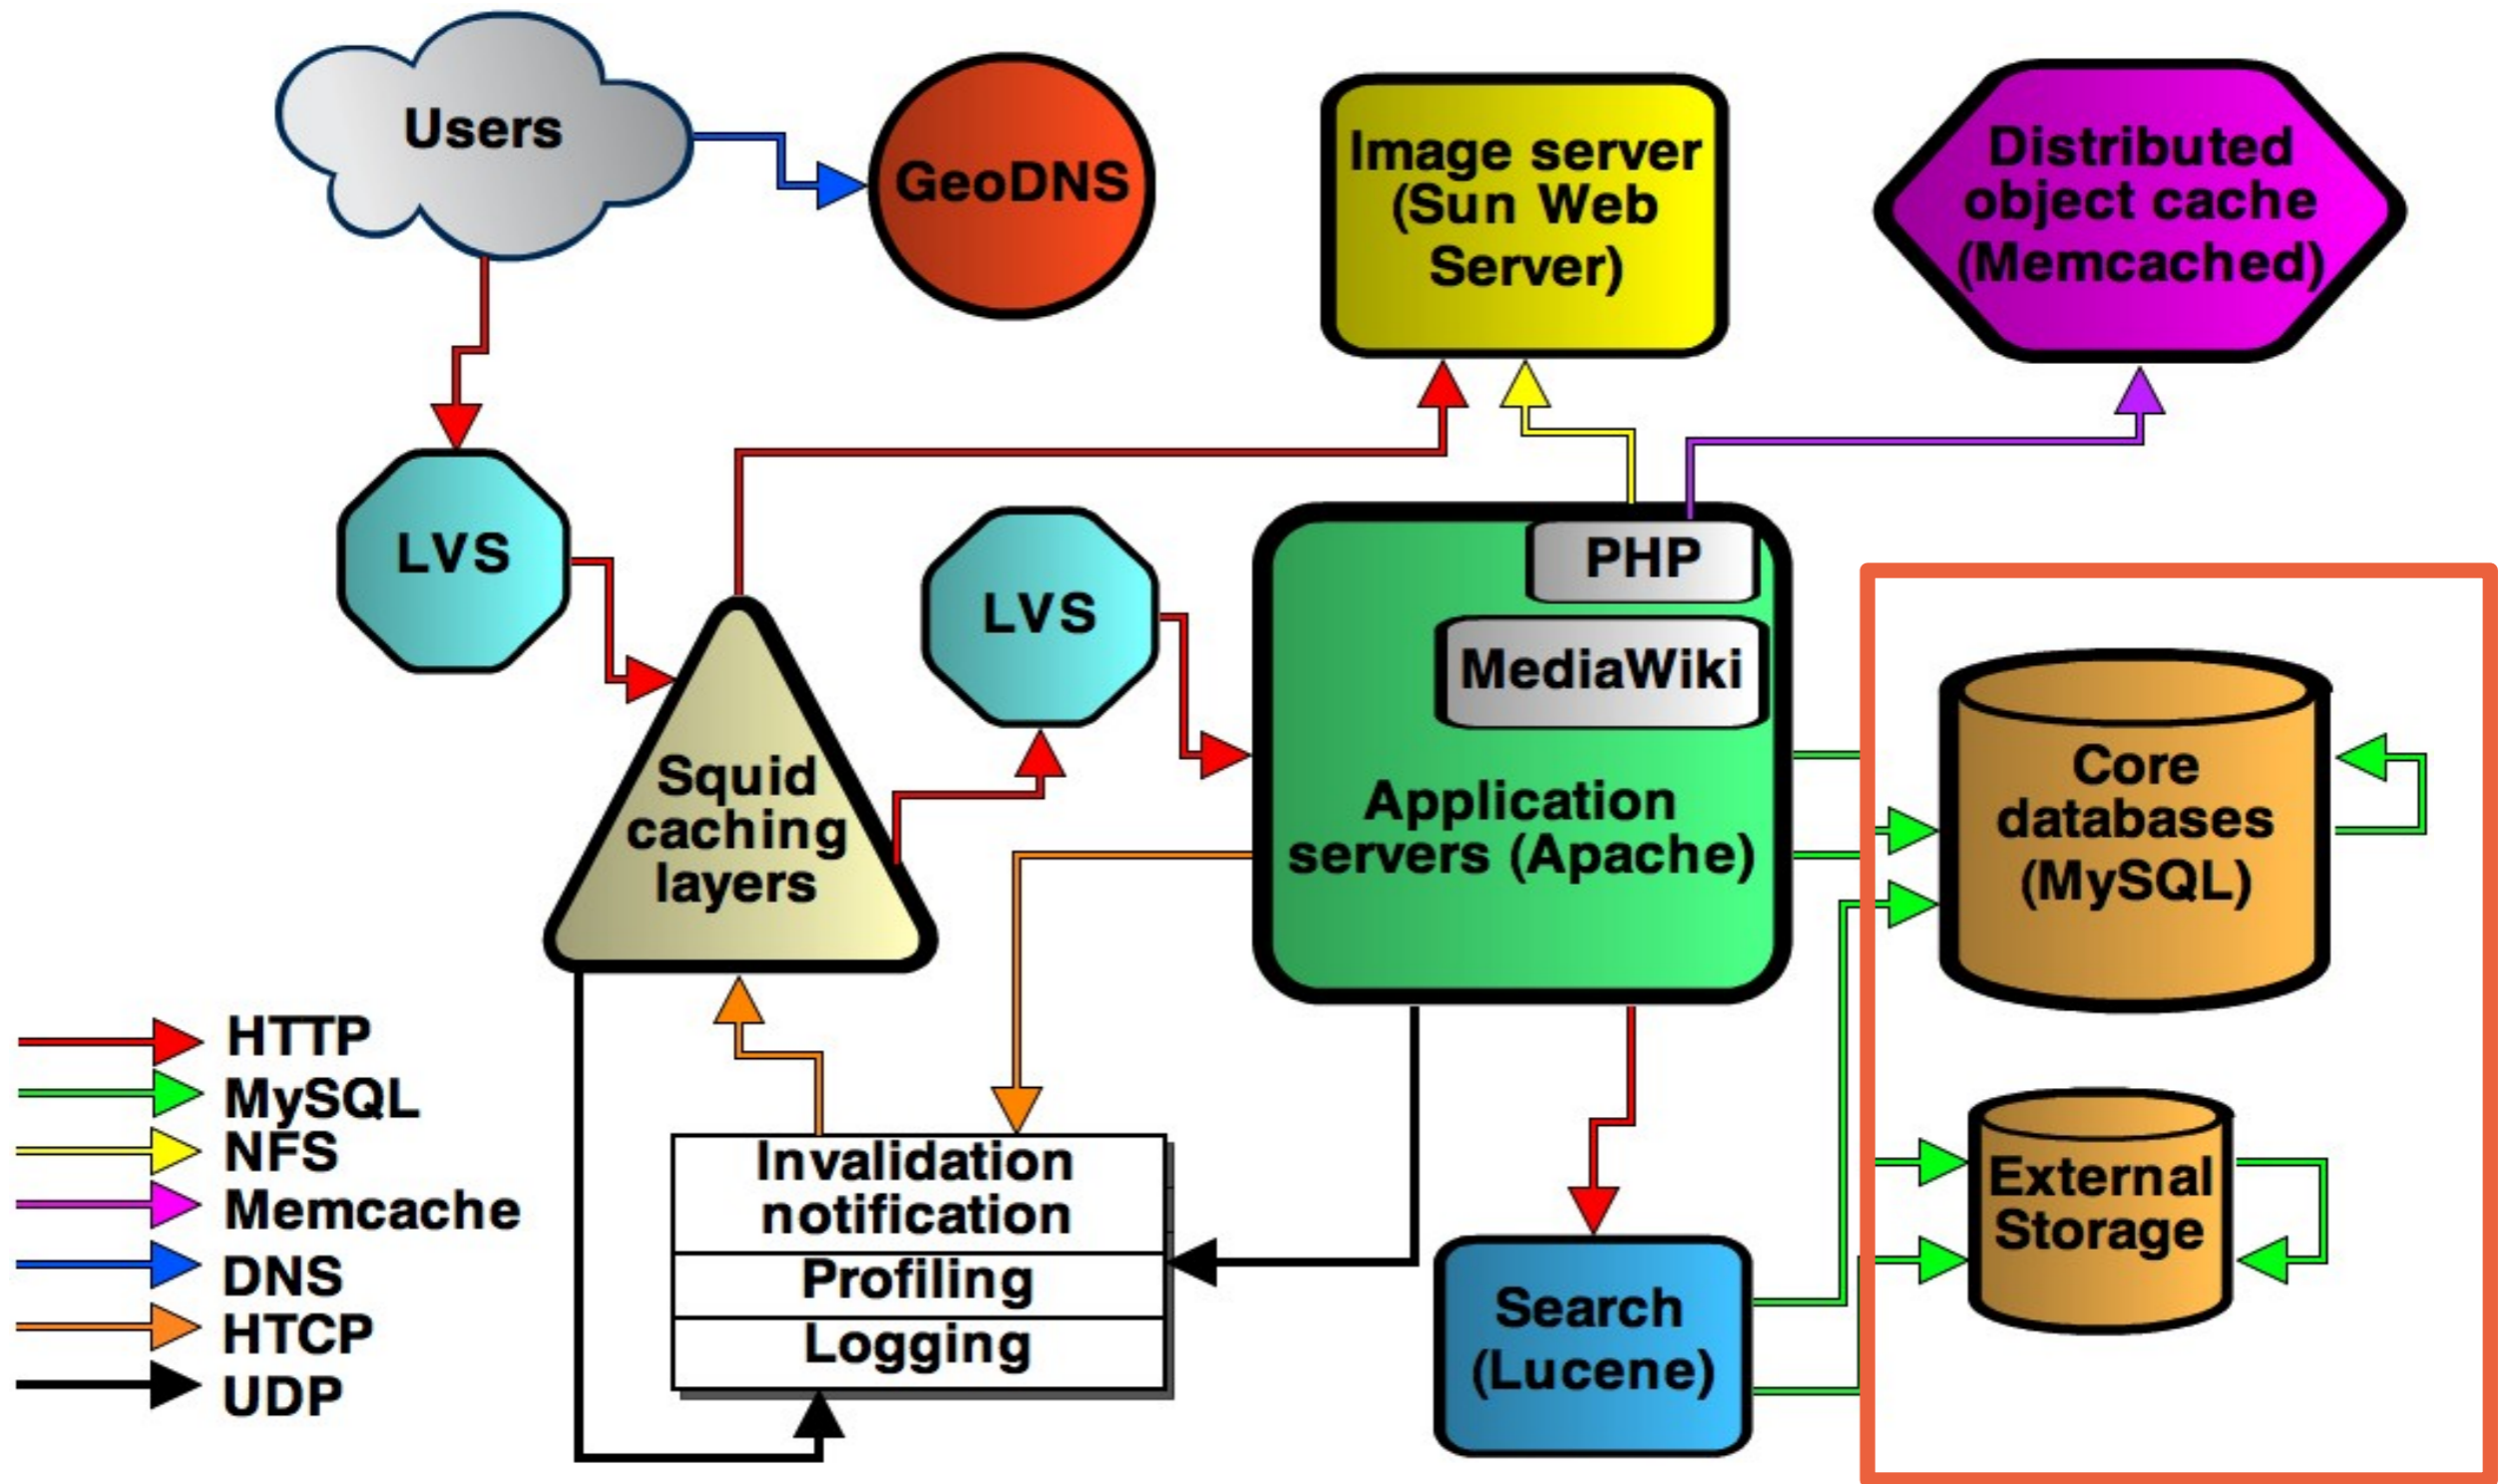 Users
GeoDNS
Image server
(Sun Web
Server)
Distributed
object cache
(Memcached)
LVS
LVS
PHP
MediaWiki
Application
servers (Apache)
Squid
caching
layers
Core
databases
(MySQL)
HTTP
MySQL
NFS
Memcache
DNS
HTCP
UDP
Invalidation
notification
Profiling
Logging
Search
(Lucene)
External
Storage